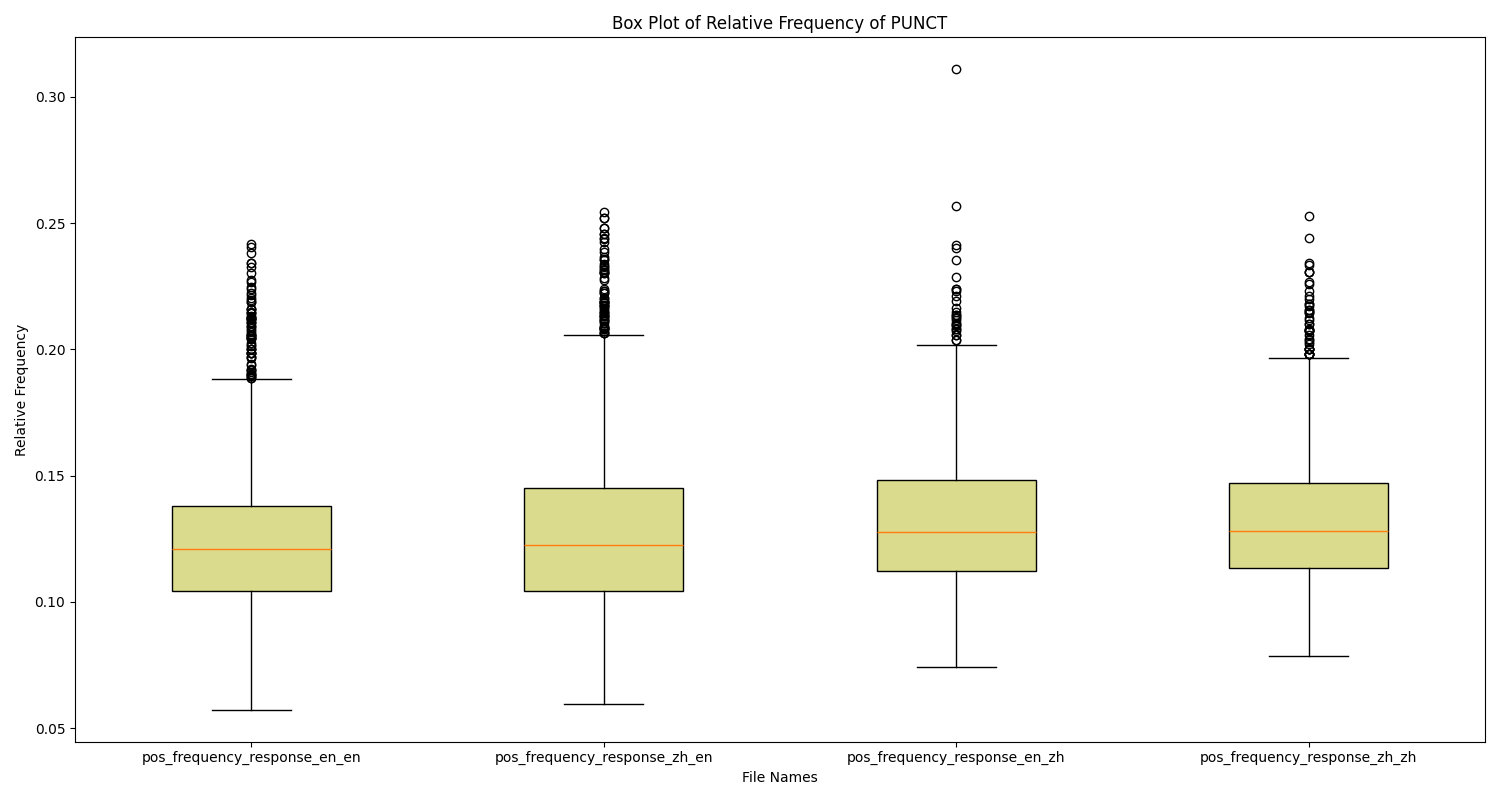 Box Plot of Relative Frequency of PUNCT
Relative Frequency
0.30
0.25
0.20
0.15
0.10
0.05
pos_frequency_response_en_en
pos_frequency_response_zh_en
pos_frequency_response_en_zh
pos_frequency_response_zh_zh
File Names